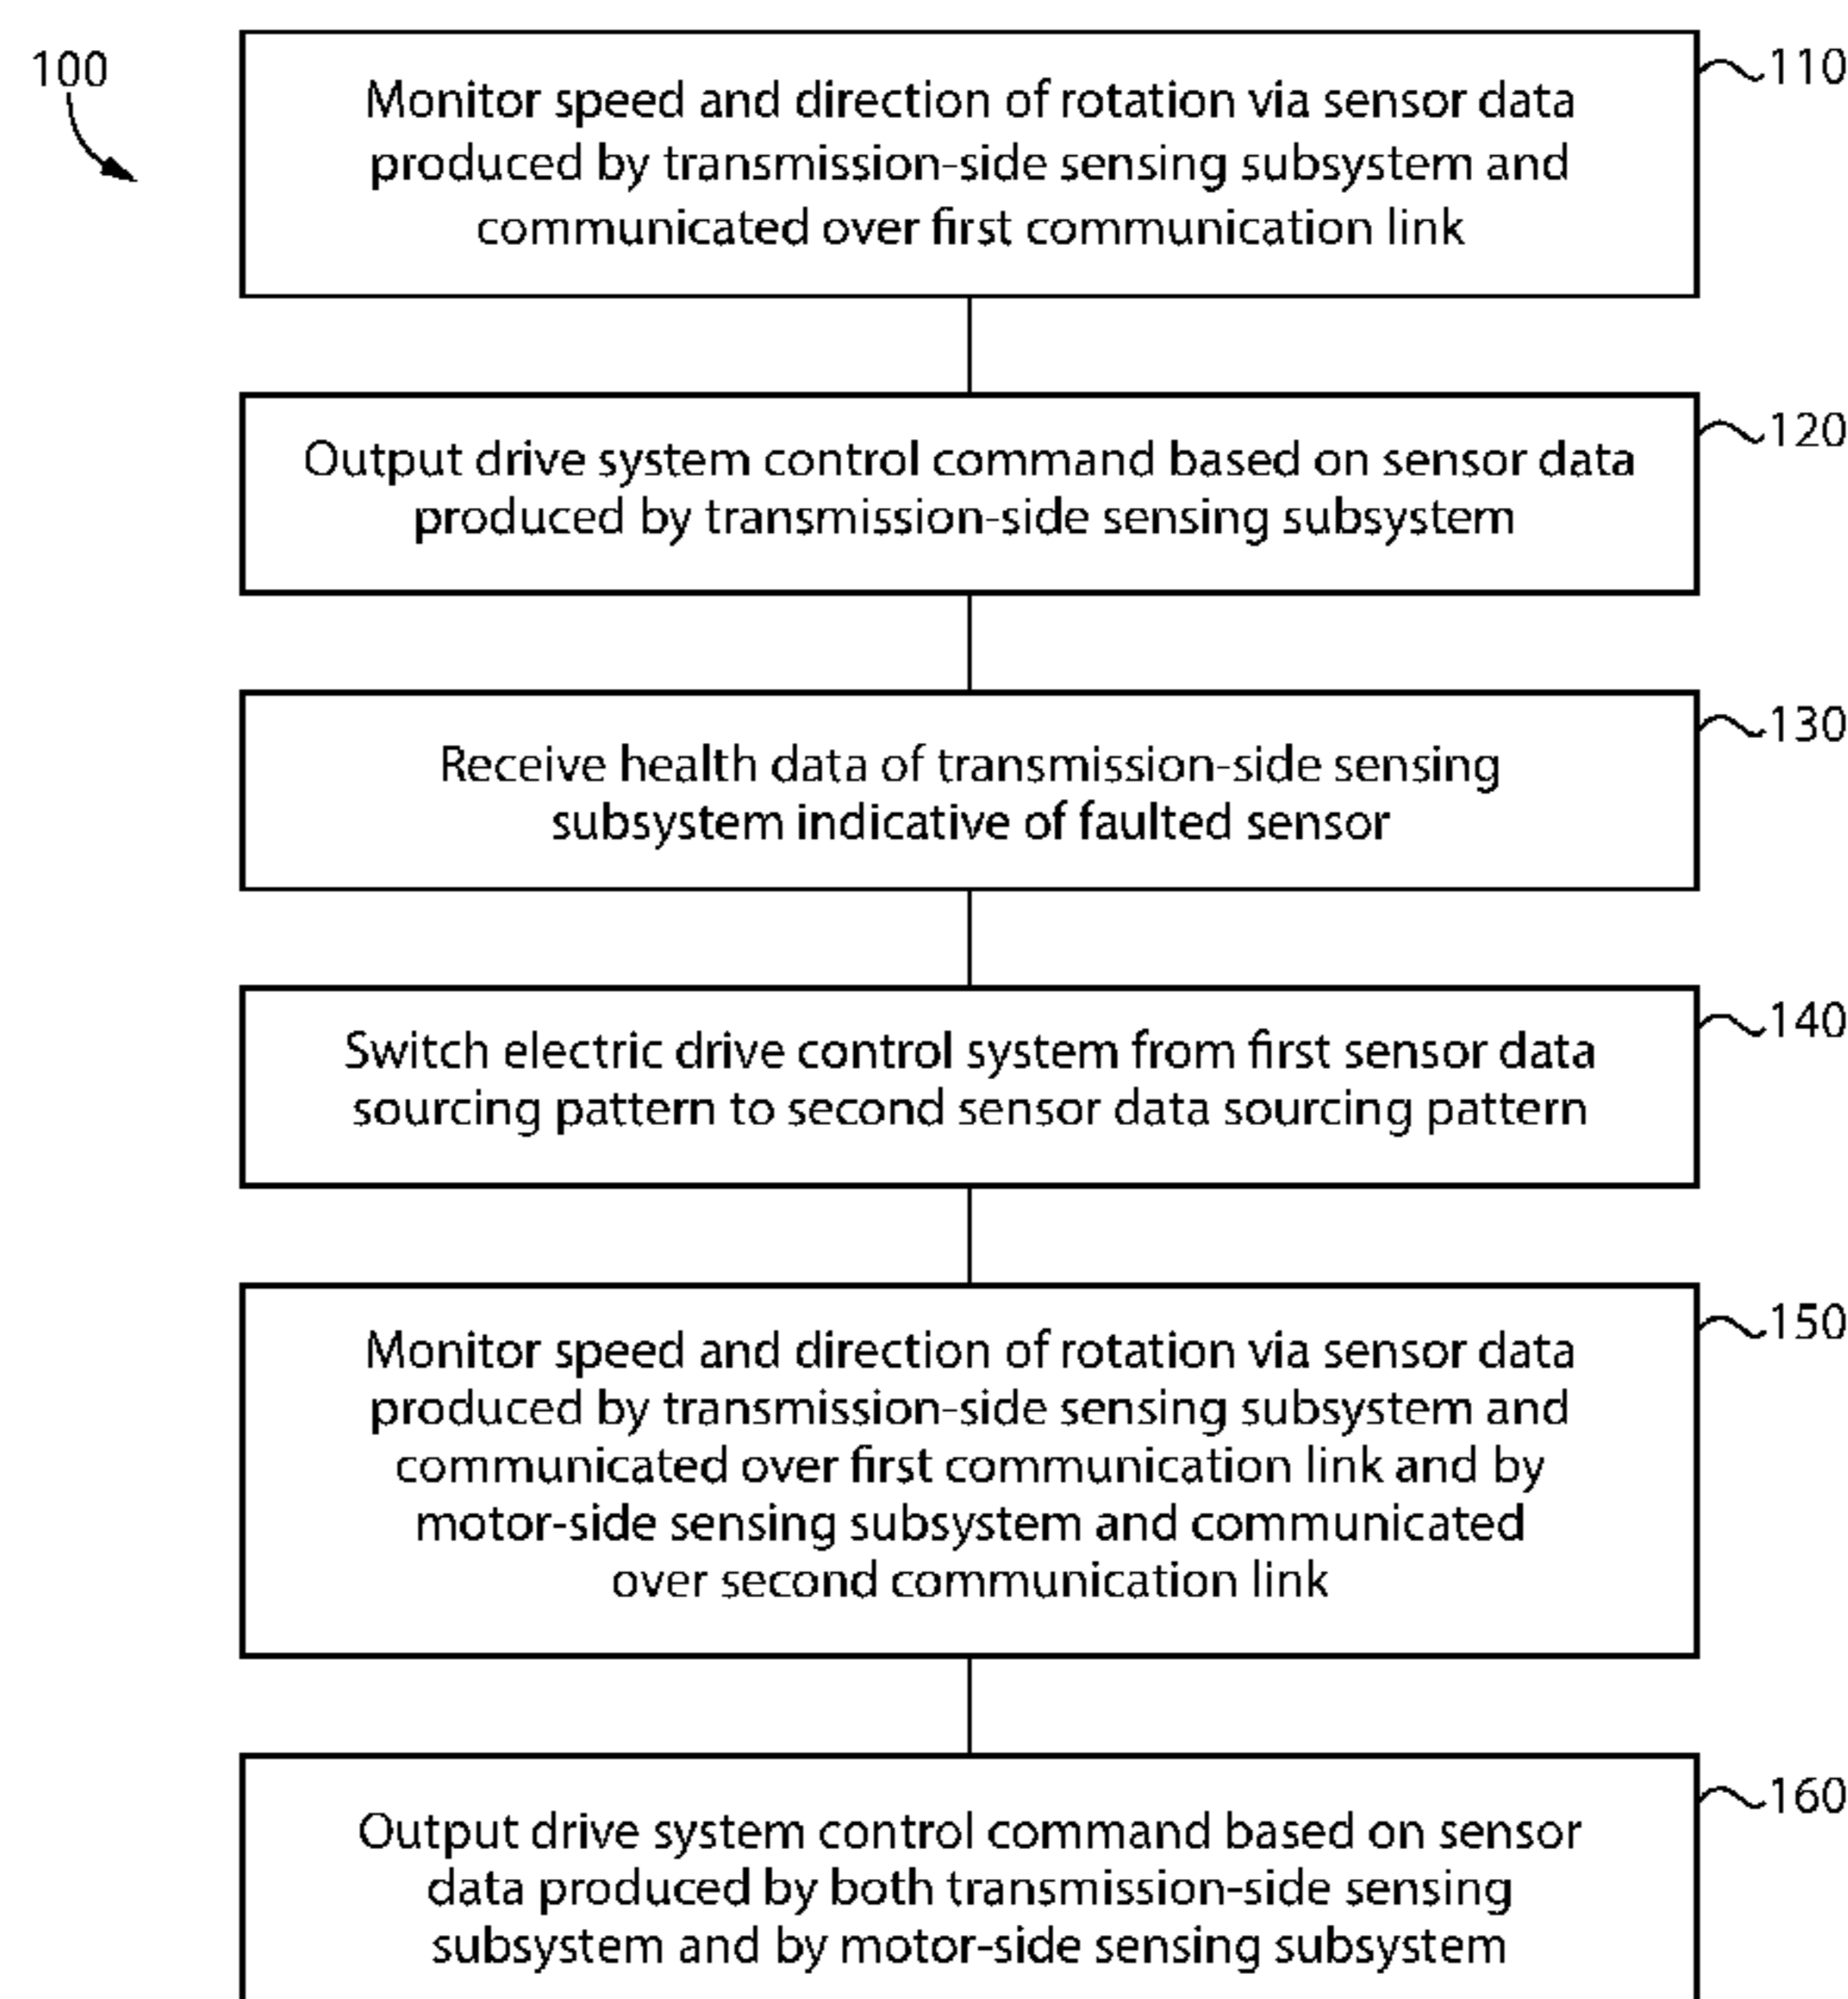 100
Monitor speed and direction of rotation via sensor data
produced by transmission-side sensing subsystem and
communicated over first communication link
110
Output drive system control command based on sensor data
produced by transmission-side sensing subsystem
120
Receive health data of transmission-side sensing
subsystem indicative of faulted sensor
130
Switch electric drive control system from first sensor data
sourcing pattern to second sensor data sourcing pattern
140
Monitor speed and direction of rotation via sensor data
produced by transmission-side sensing subsystem and
communicated over first communication link and by
motor-side sensing subsystem and communicated
over second communication link
150
Output drive system control command based on sensor
data produced by both transmission-side sensing
subsystem and by motor-side sensing subsystem
160